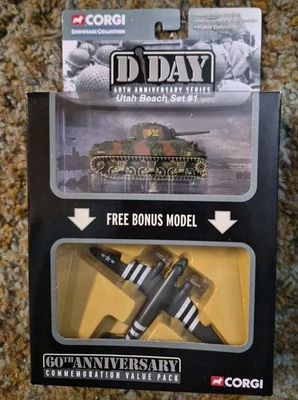 CORGI
SHOWCASE COLLECTION
D'DAY
60TH ANNIVERSARY SERIES
Utah Beach Set #1
FREE BONUS MODEL
60TH ANNIVERSARY
COMMEMORATION VALUE PACK
CORGI